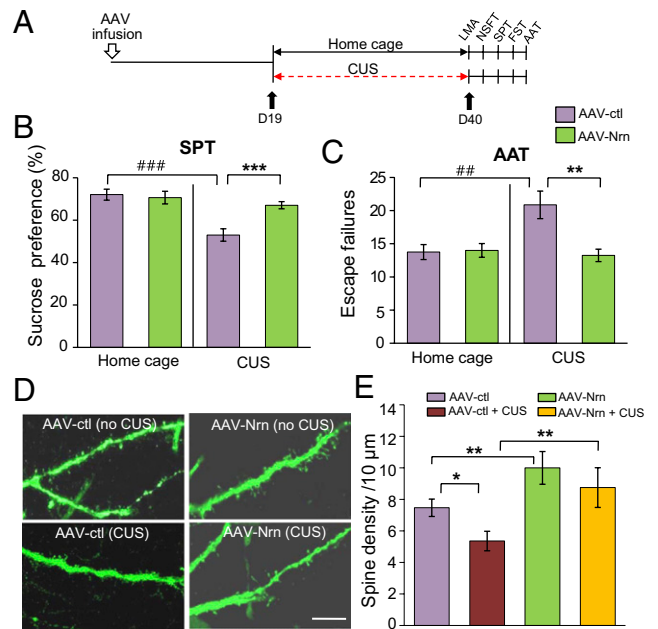 A
AAV
infusion
Home cage
CUS
LMA
NSFT
SPT
FST
AAT
D19
D40
AAV-ctl
AAV-Nrn
B
SPT
Sucrose preference (%)
80
60
40
20
0
###
***
Home cage
CUS
C
AAT
Escape failures
25
20
15
10
5
0
##
**
Home cage
CUS
D
AAV-ctl (no CUS)
AAV-Nrn (no CUS)
AAV-ctl (CUS)
AAV-Nrn (CUS)
E
AAV-ctl
AAV-Nrn
AAV-ctl + CUS
AAV-Nrn + CUS
Spine density /10 µm
14
12
10
8
6
4
2
0
**
*
**